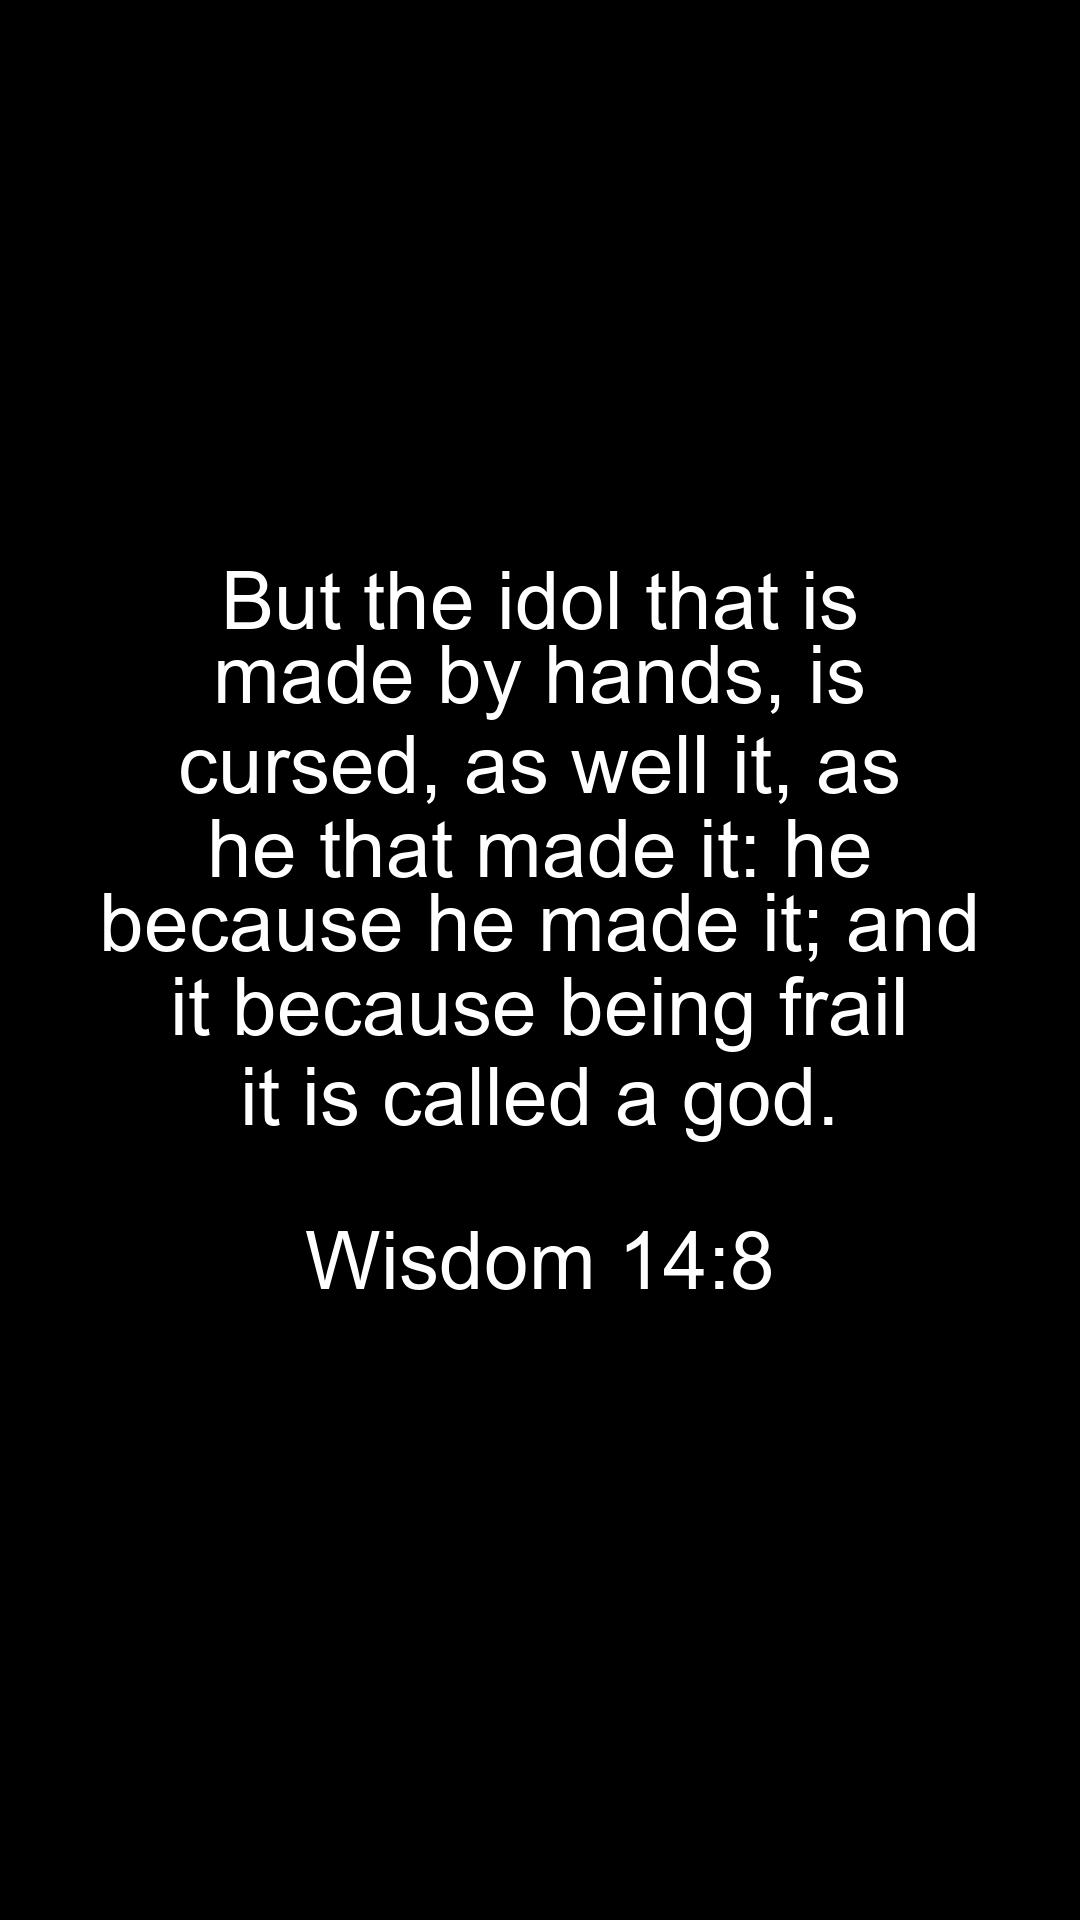 But the idol that is
made by hands, is
cursed, as well it, as
he that made it: he
because he made it; and
it because being frail
it is called a god.
Wisdom 14:8